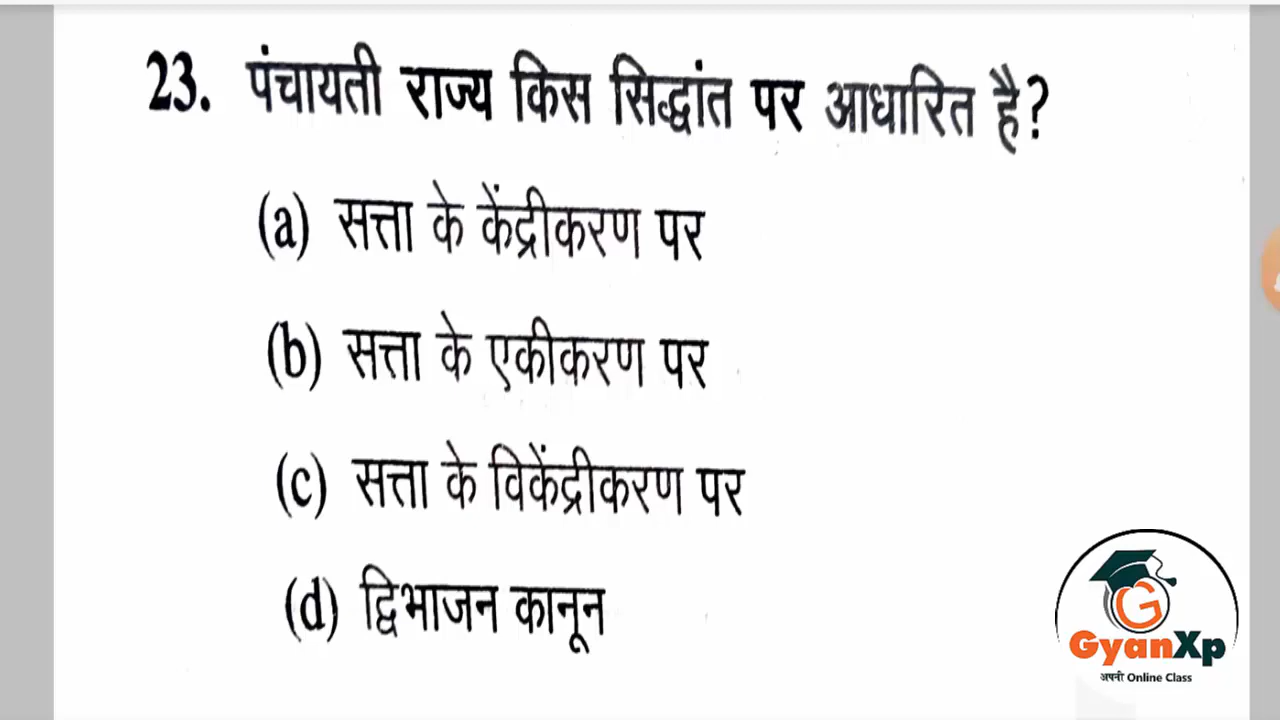 23. पंचायती राज्य किस सिद्धांत पर आधारित है?
(a) सत्ता के केंद्रीकरण पर
(b) सत्ता के एकीकरण पर
(c) सत्ता के विकेंद्रीकरण पर
(d) द्विभाजन कानून
G
GyanXp
अपनी Online Class